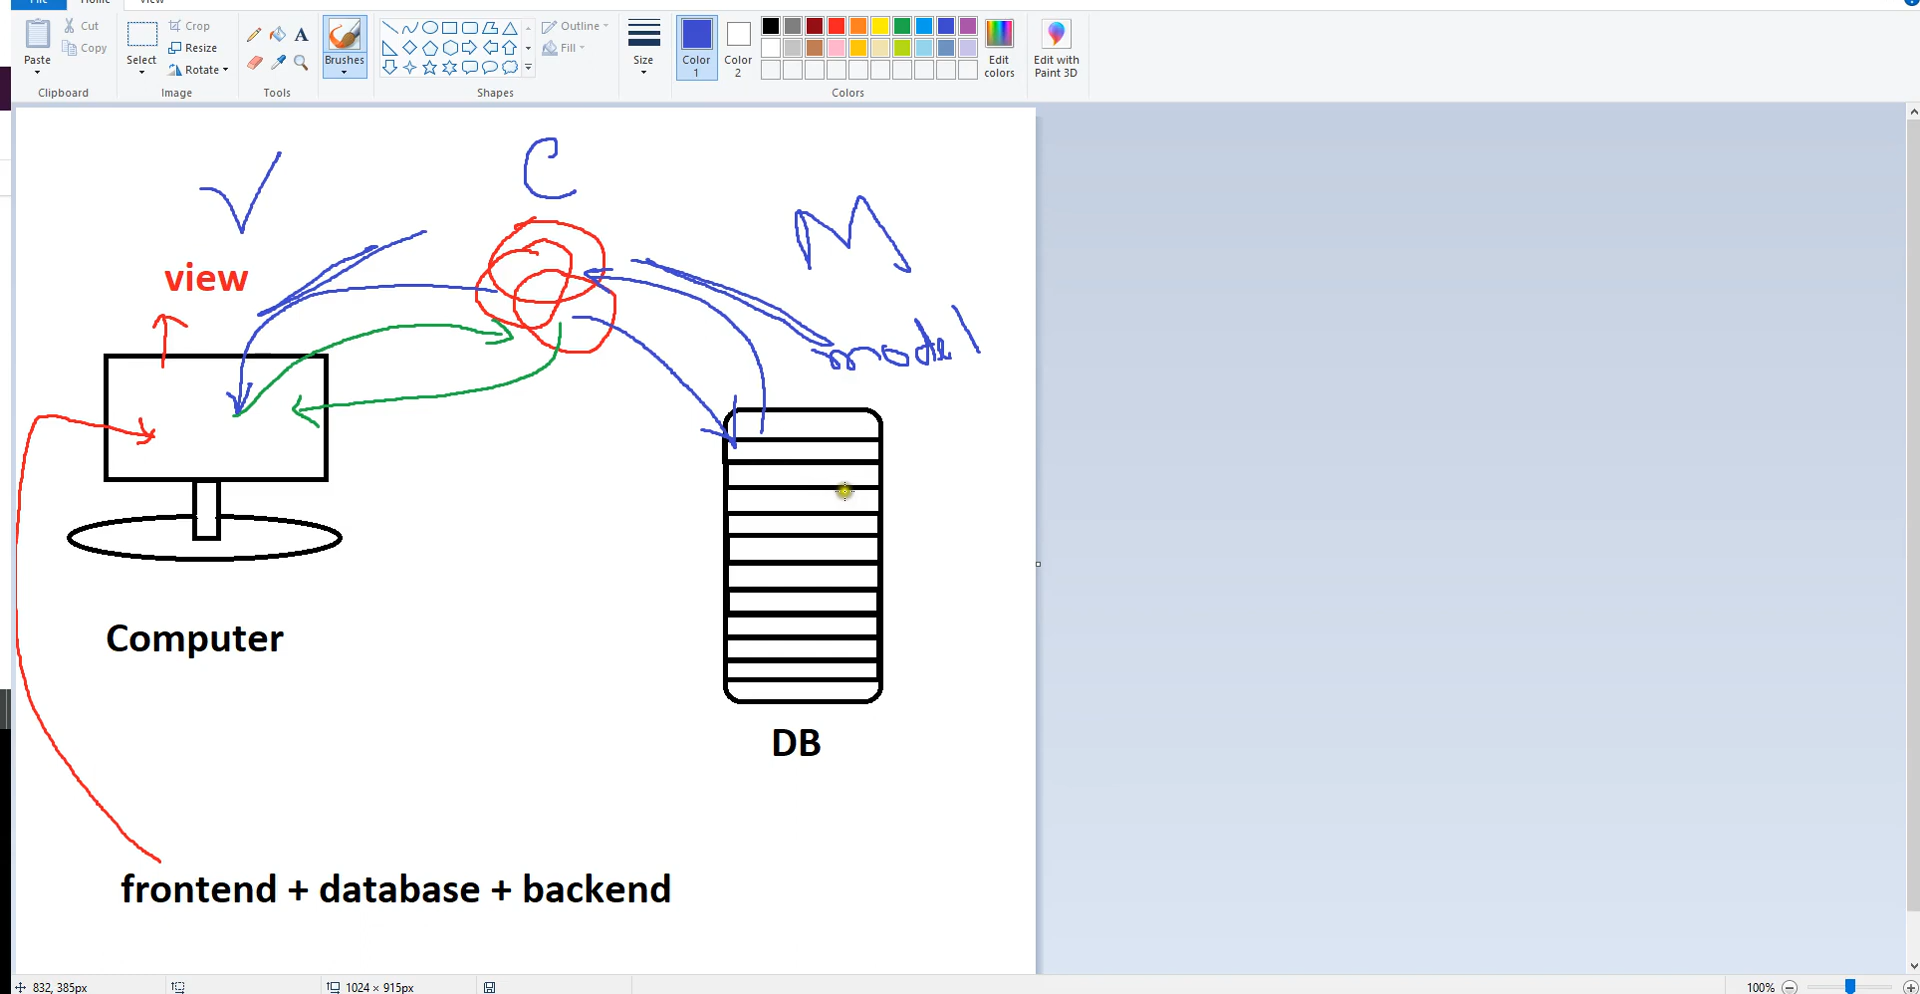 File Home View
Paste
Cut
Copy
Clipboard
Select
Crop
Resize
Rotate
Image
A
Tools
Brushes
Shapes
Outline
Fill
Size
Color
1
Color
2
Colors
Edit
colors
Edit with
Paint 3D
V
C
M
view
model
Computer
DB
frontend + database + backend
832, 385px
1024 × 915px
100%